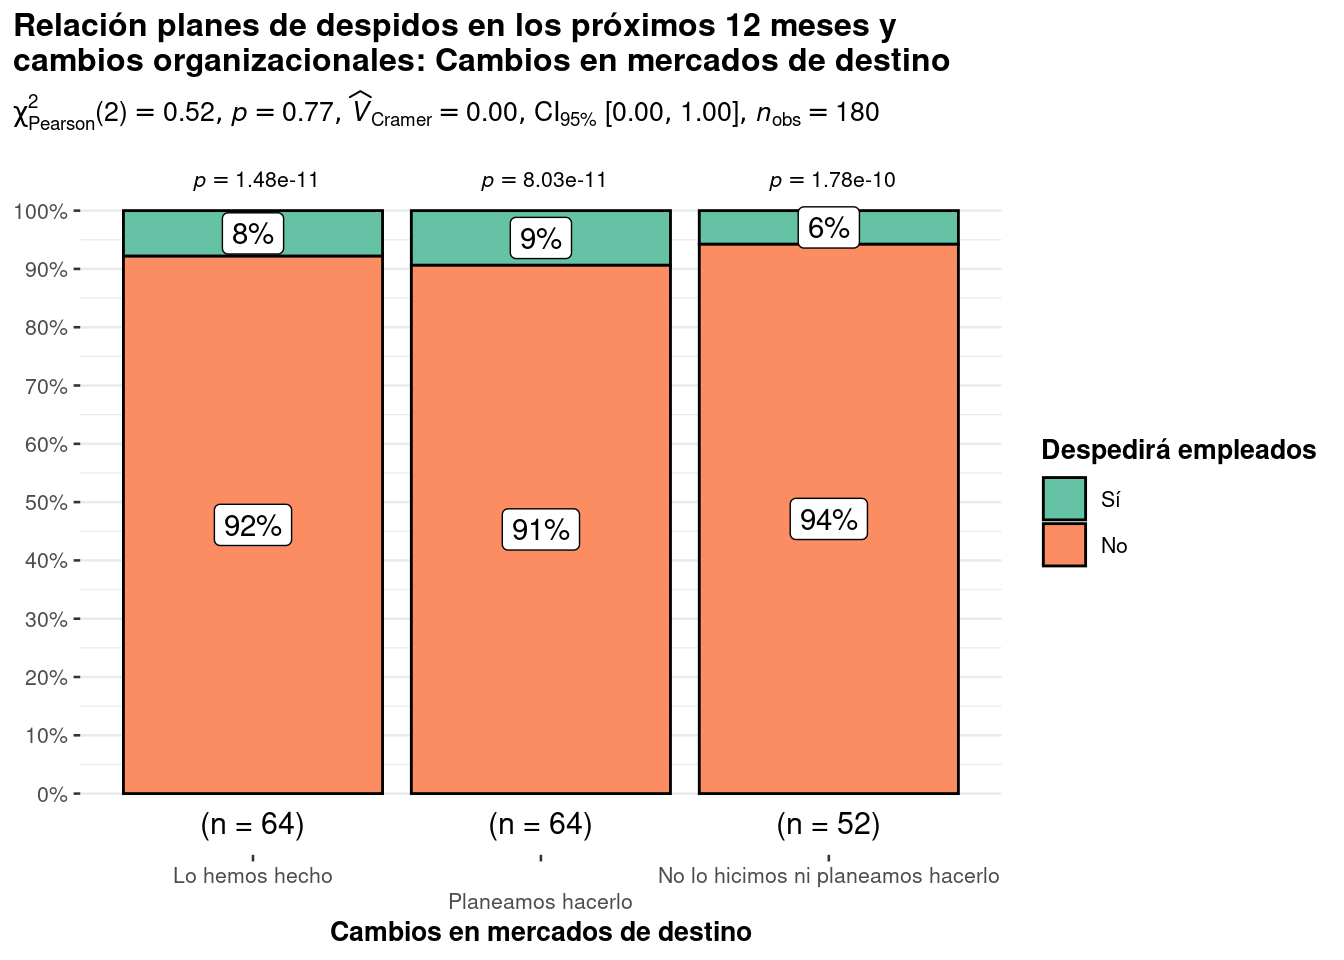 Relación planes de despidos en los próximos 12 meses y
cambios organizacionales: Cambios en mercados de destino
χ²Pearson(2) = 0.52, p = 0.77, V̂Cramer = 0.00, CI95% [0.00, 1.00], nobs = 180
p = 1.48e-11 p = 8.03e-11 p = 1.78e-10
100%
90%
80%
70%
60%
50%
40%
30%
20%
10%
0%
8% 9% 6%
92% 91% 94%
(n = 64) (n = 64) (n = 52)
Lo hemos hecho
Planeamos hacerlo
No lo hicimos ni planeamos hacerlo
Cambios en mercados de destino
Despedirá empleados
Sí
No